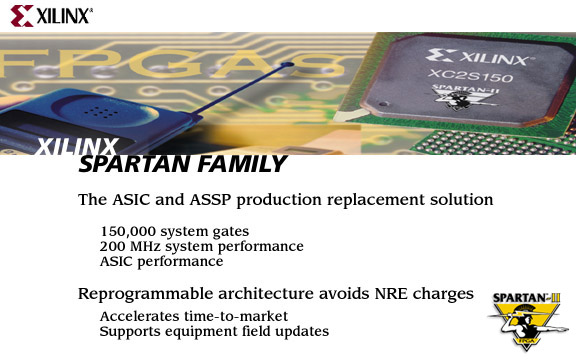 XILINX®
FPGAS
XILINX®
XC2S150
SPARTAN-II
XILINX
SPARTAN FAMILY
The ASIC and ASSP production replacement solution
150,000 system gates
200 MHz system performance
ASIC performance
Reprogrammable architecture avoids NRE charges
Accelerates time-to-market
Supports equipment field updates
SPARTAN-II
FPGA